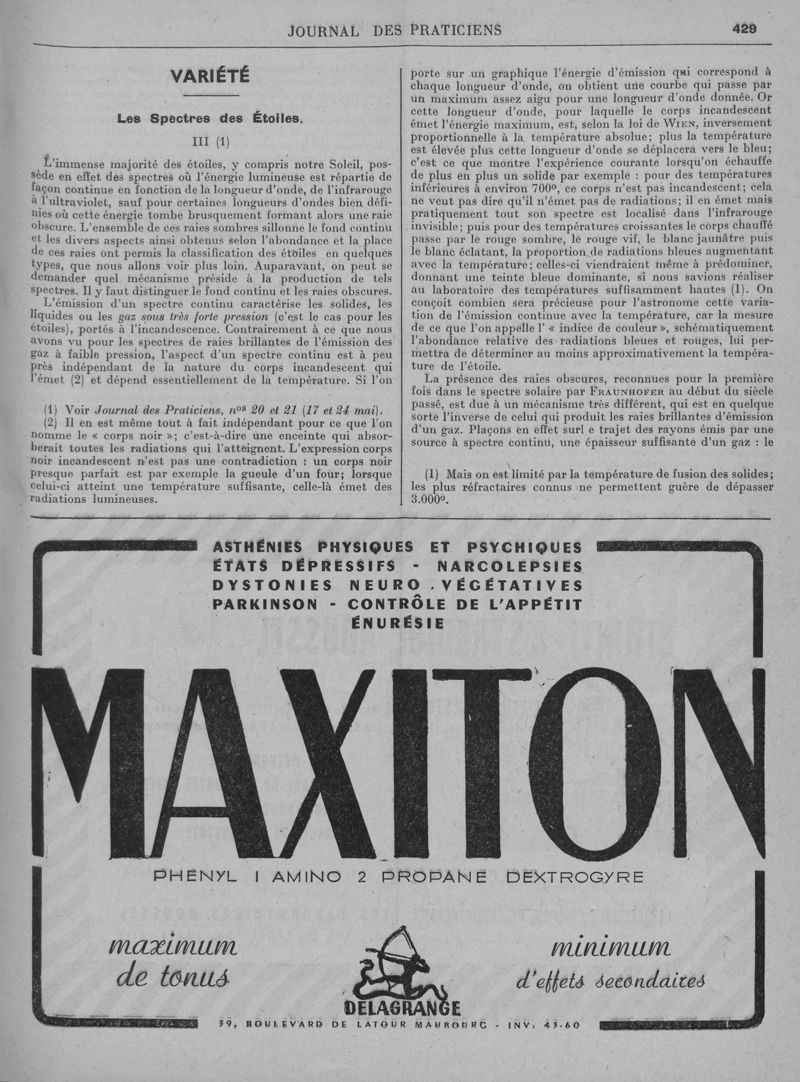 JOURNAL DES PRATICIENS
429
VARIÉTÉ
Les Spectres des Étoiles.
III (1)
L'immense majorité des étoiles, y compris notre Soleil, pos-
sède en effet des spectres où l'énergie lumineuse est répartie de
façon continue en fonction de la longueur d'onde, de l'infrarouge
à l'ultraviolet, sauf pour certaines longueurs d'ondes bien défi-
nies où cette énergie tombe brusquement formant alors une raie
obscure. L'ensemble de ces raies sombres sillonne le fond continu
et les divers aspects ainsi obtenus selon l'abondance et la place
de ces raies ont permis la classification des étoiles en quelques
types, que nous allons voir plus loin. Auparavant, on peut se
demander quel mécanisme préside à la production de tels
spectres. Il y faut distinguer le fond continu et les raies obscures.
L'émission d'un spectre continu caractérise les solides, les
liquides ou les gaz sous très forte pression (c'est le cas pour les
étoiles), portés à l'incandescence. Contrairement à ce que nous
avons vu pour les spectres de raies brillantes de l'émission des
gaz à faible pression, l'aspect d'un spectre continu est à peu
près indépendant de la nature du corps incandescent qui
l'émet (2) et dépend essentiellement de la température. Si l'on
(1) Voir Journal des Praticiens, nos 20 et 21 (17 et 24 mai).
(2) Il en est même tout à fait indépendant pour ce que l'on
nomme le « corps noir »; c'est-à-dire une enceinte qui absor-
berait toutes les radiations qui l'atteignent. L'expression corps
noir incandescent n'est pas une contradiction : un corps noir
presque parfait est par exemple la gueule d'un four; lorsque
celui-ci atteint une température suffisante, celle-là émet des
radiations lumineuses.
porte sur un graphique l'énergie d'émission qui correspond à
chaque longueur d'onde, on obtient une courbe qui passe par
un maximum assez aigu pour une longueur d'onde donnée. Or
cette longueur d'onde, pour laquelle le corps incandescent
émet l'énergie maximum, est, selon la loi de WIEN, inversement
proportionnelle à la température absolue; plus la température
est élevée plus cette longueur d'onde se déplacera vers le bleu;
c'est ce que montre l'expérience courante lorsqu'on échauffe
de plus en plus un solide par exemple : pour des températures
inférieures à environ 700°, ce corps n'est pas incandescent; cela
ne veut pas dire qu'il n'émet pas de radiations; il en émet mais
pratiquement tout son spectre est localisé dans l'infrarouge
invisible; puis pour des températures croissantes le corps chauffé
passe par le rouge sombre, le rouge vif, le blanc jaunâtre puis
le blanc éclatant, la proportion de radiations bleues augmentant
avec la température; celles-ci viendraient même à prédominer,
donnant une teinte bleue dominante, si nous savions réaliser
au laboratoire des températures suffisamment hautes (1). On
conçoit combien sera précieuse pour l'astronome cette varia-
tion de l'émission continue avec la température, car la mesure
de ce que l'on appelle l' « indice de couleur », schématiquement
l'abondance relative des radiations bleues et rouges, lui per-
mettra de déterminer au moins approximativement la tempéra-
ture de l'étoile.
La présence des raies obscures, reconnues pour la première
fois dans le spectre solaire par FRAUNHOFER au début du siècle
passé, est due à un mécanisme très différent, qui est en quelque
sorte l'inverse de celui qui produit les raies brillantes d'émission
d'un gaz. Plaçons en effet surl e trajet des rayons émis par une
source à spectre continu, une épaisseur suffisante d'un gaz : le
(1) Mais on est limité par la température de fusion des solides;
les plus réfractaires connus ne permettent guère de dépasser
3.000°.
ASTHÉNIES PHYSIQUES ET PSYCHIQUES
ÉTATS DÉPRESSIFS - NARCOLEPSIES
DYSTONIES NEURO-VÉGÉTATIVES
PARKINSON - CONTRÔLE DE L'APPÉTIT
ÉNURÉSIE
MAXITON
PHÉNYL 1 AMINO 2 PROPANE DEXTROGYRE
maximum
de tonus
minimum
d'effets secondaires
DELAGRANGE
39, BOULEVARD DE LATOUR MAUBOURG - INV. 45-60